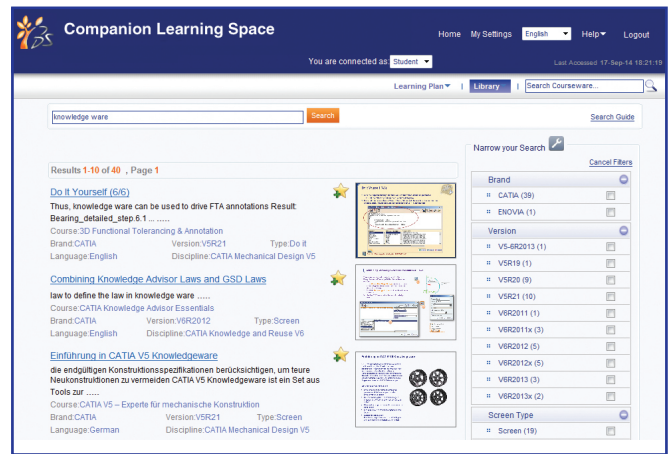 Companion Learning Space
Home My Settings English Help Logout
You are connected as: Student
Last Accessed 17-Sep-14 18:21:19
Learning Plan | Library | Search Courseware...
knowledge ware Search Search Guide
Narrow your Search
Cancel Filters
Results 1-10 of 40 , Page 1
Do It Yourself (6/6)
Thus, knowledge ware can be used to drive FTA annotations Result:
Bearing_detailed_step.6.1 ... .....
Course:3D Functional Tolerancing & Annotation
Brand:CATIA Version:V5R21 Type:Do it
Language:English Discipline:CATIA Mechanical Design V5
Combining Knowledge Advisor Laws and GSD Laws
law to define the law in knowledge ware .....
Course:CATIA Knowledge Advisor Essentials
Brand:CATIA Version:V6R2012 Type:Screen
Language:English Discipline:CATIA Knowledge and Reuse V6
Einführung in CATIA V5 Knowledgeware
die endgültigen Konstruktionsspezifikationen berücksichtigen, um teure
Neukonstruktionen zu vermeiden CATIA V5 Knowledgeware ist ein Set aus
Tools zur .....
Course:CATIA V5 – Experte für mechanische Konstruktion
Brand:CATIA Version:V5R21 Type:Screen
Language:German Discipline:CATIA Mechanical Design V5
Brand
CATIA (39)
ENOVIA (1)
Version
V5-6R2013 (1)
V5R19 (1)
V5R20 (9)
V5R21 (10)
V6R2011 (1)
V6R2011x (3)
V6R2012 (5)
V6R2012x (5)
V6R2013 (3)
V6R2013x (2)
Screen Type
Screen (19)